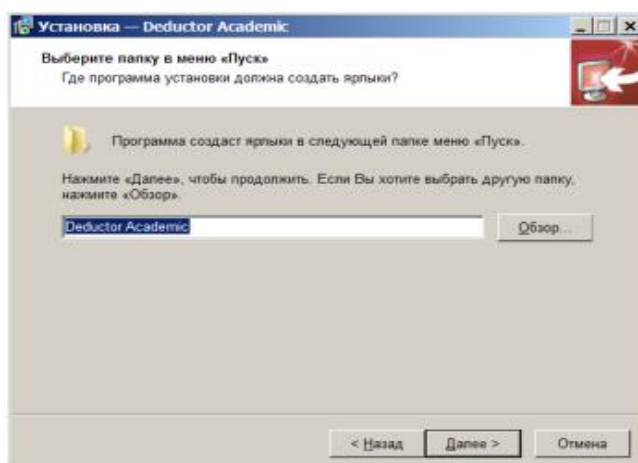 Установка — Deductor Academic
Выберите папку в меню «Пуск»
Где программа установки должна создать ярлыки?
Программа создаст ярлыки в следующей папке меню «Пуск».
Нажмите «Далее», чтобы продолжить. Если Вы хотите выбрать другую папку,
нажмите «Обзор».
Deductor Academic
Обзор...
< Назад
Далее >
Отмена